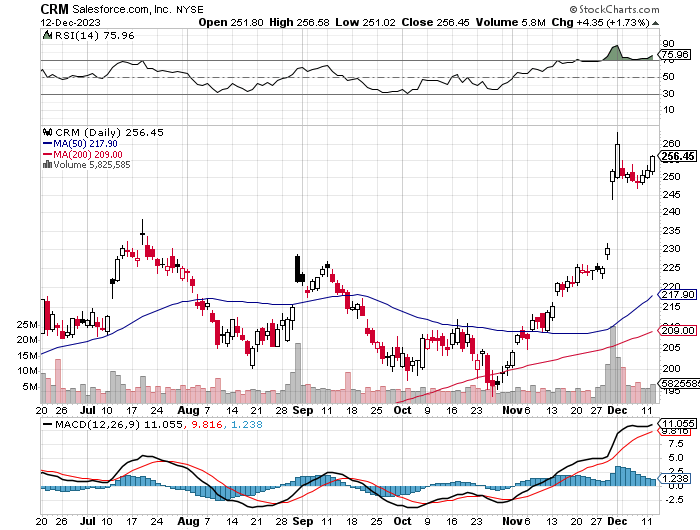 CRM Salesforce.com, Inc. NYSE © StockCharts.com
12-Dec-2023 Open 251.80 High 256.58 Low 251.02 Close 256.45 Volume 5.8M Chg +4.35 (+1.73%)
RSI(14) 75.96
90
75.96
50
30
10
CRM (Daily) 256.45
MA(50) 217.90
MA(200) 209.00
Volume 5,825,585
260
256.45
250
245
240
235
230
225
217.90
215
209.00
205
200
195
5825585
25M
20M
15M
10M
5M
20 26 Jul 10 17 24 Aug 7 14 21 28 Sep 11 18 25 Oct 9 16 23 Nov 6 13 20 27 Dec 11
MACD(12,26,9) 11.055, 9.816, 1.238
11.055
9.816
7.5
5.0
2.5
1.238
0.0
-2.5
20 26 Jul 10 17 24 Aug 7 14 21 28 Sep 11 18 25 Oct 9 16 23 Nov 6 13 20 27 Dec 11